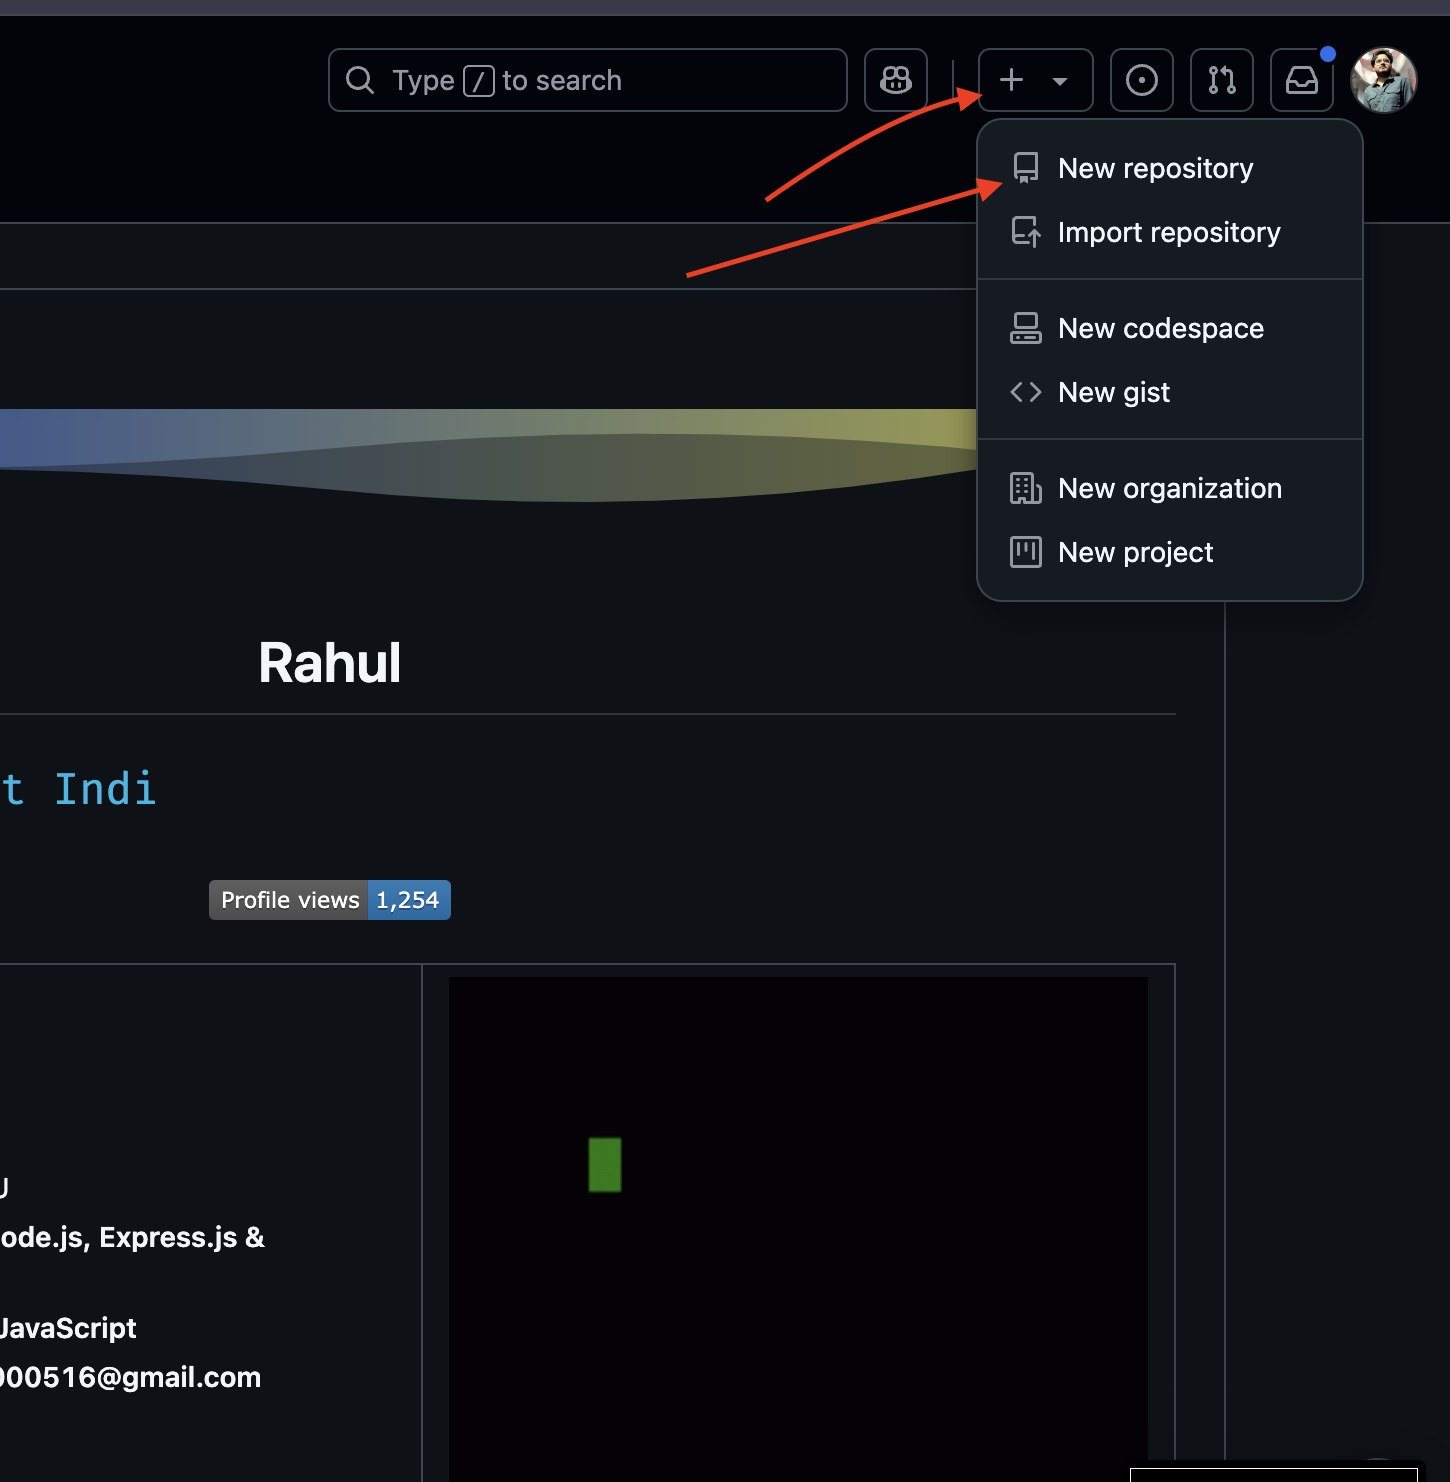 Type / to search
New repository
Import repository
New codespace
New gist
New organization
New project
Rahul
t Indi
Profile views 1,254
U
ode.js, Express.js &
JavaScript
000516@gmail.com